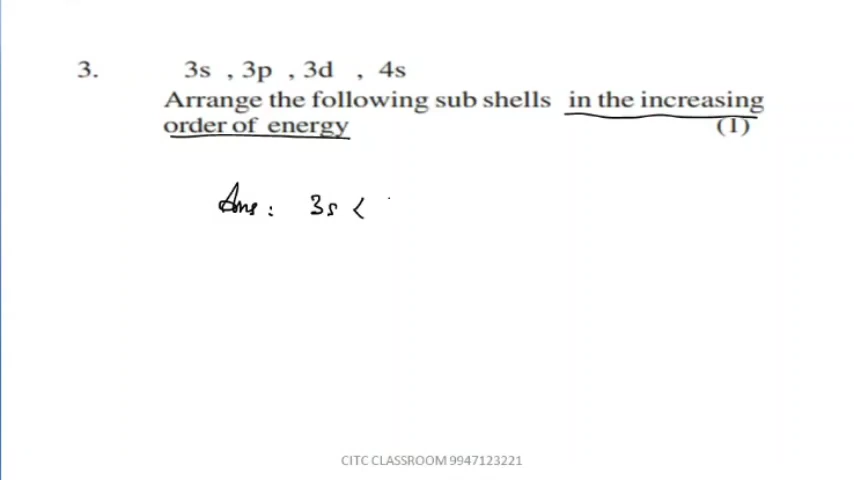 3. 3s , 3p , 3d , 4s
Arrange the following sub shells in the increasing
order of energy (1)
Ans : 3s <
CITC CLASSROOM 9947123221